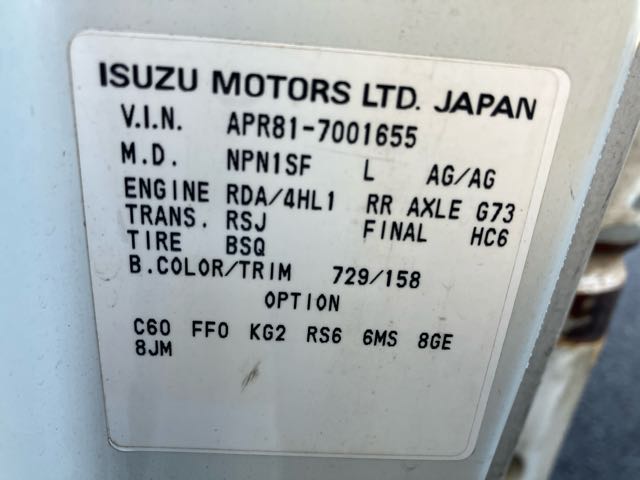 ISUZU MOTORS LTD. JAPAN
V.I.N. APR81-7001655
M.D. NPN1SF L AG/AG
ENGINE RDA/4HL1 RR AXLE G73
TRANS. RSJ FINAL HC6
TIRE BSQ
B.COLOR/TRIM 729/158
OPTION
C60 FF0 KG2 RS6 6MS 8GE
8JM